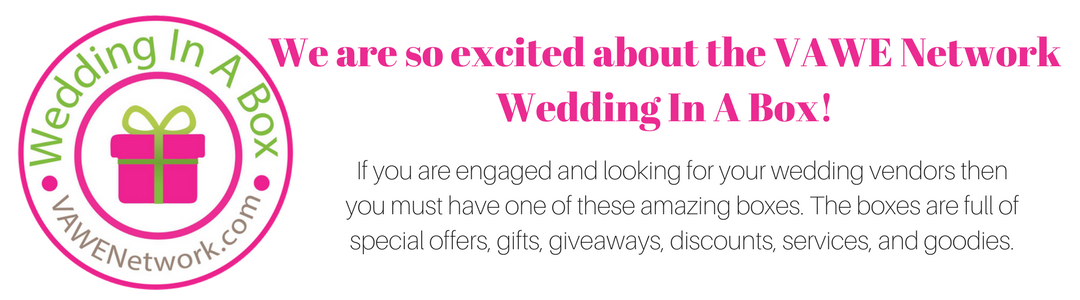 Wedding In A Box
VAWENetwork.com
We are so excited about the VAWE Network
Wedding In A Box!
If you are engaged and looking for your wedding vendors then
you must have one of these amazing boxes. The boxes are full of
special offers, gifts, giveaways, discounts, services, and goodies.